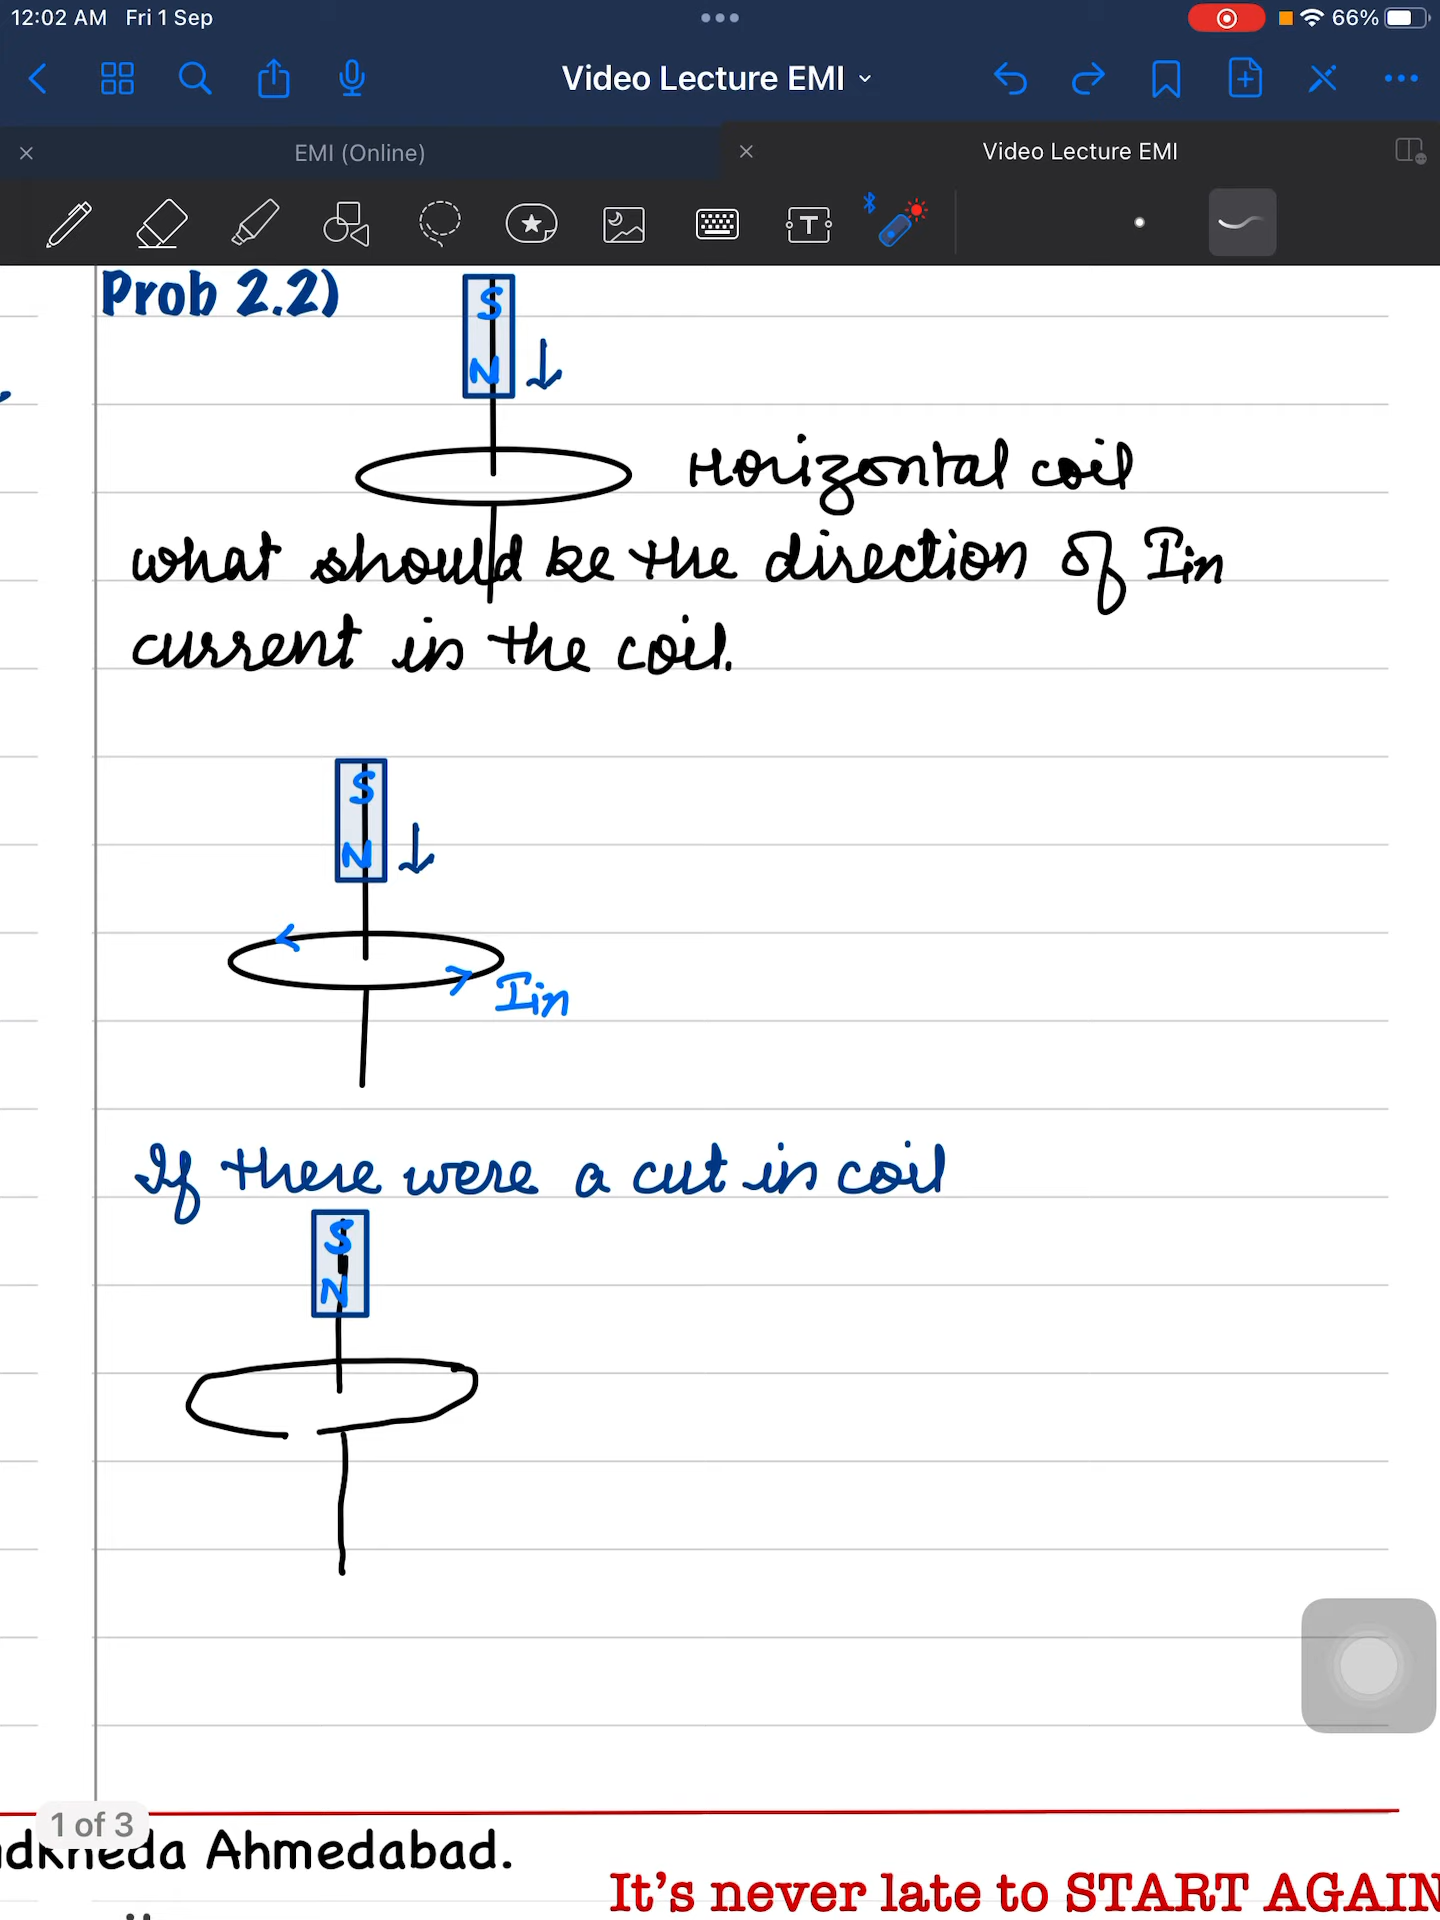 12:02 AM Fri 1 Sep
66%
Video Lecture EMI
EMI (Online)
Video Lecture EMI
T
Prob 2.2)
S
N
Horizontal coil
what should be the direction of Iin
current in the coil.
S
N
Iin
If there were a cut in coil
S
N
1 of 3
Ahmedabad.
It's never late to START AGAIN